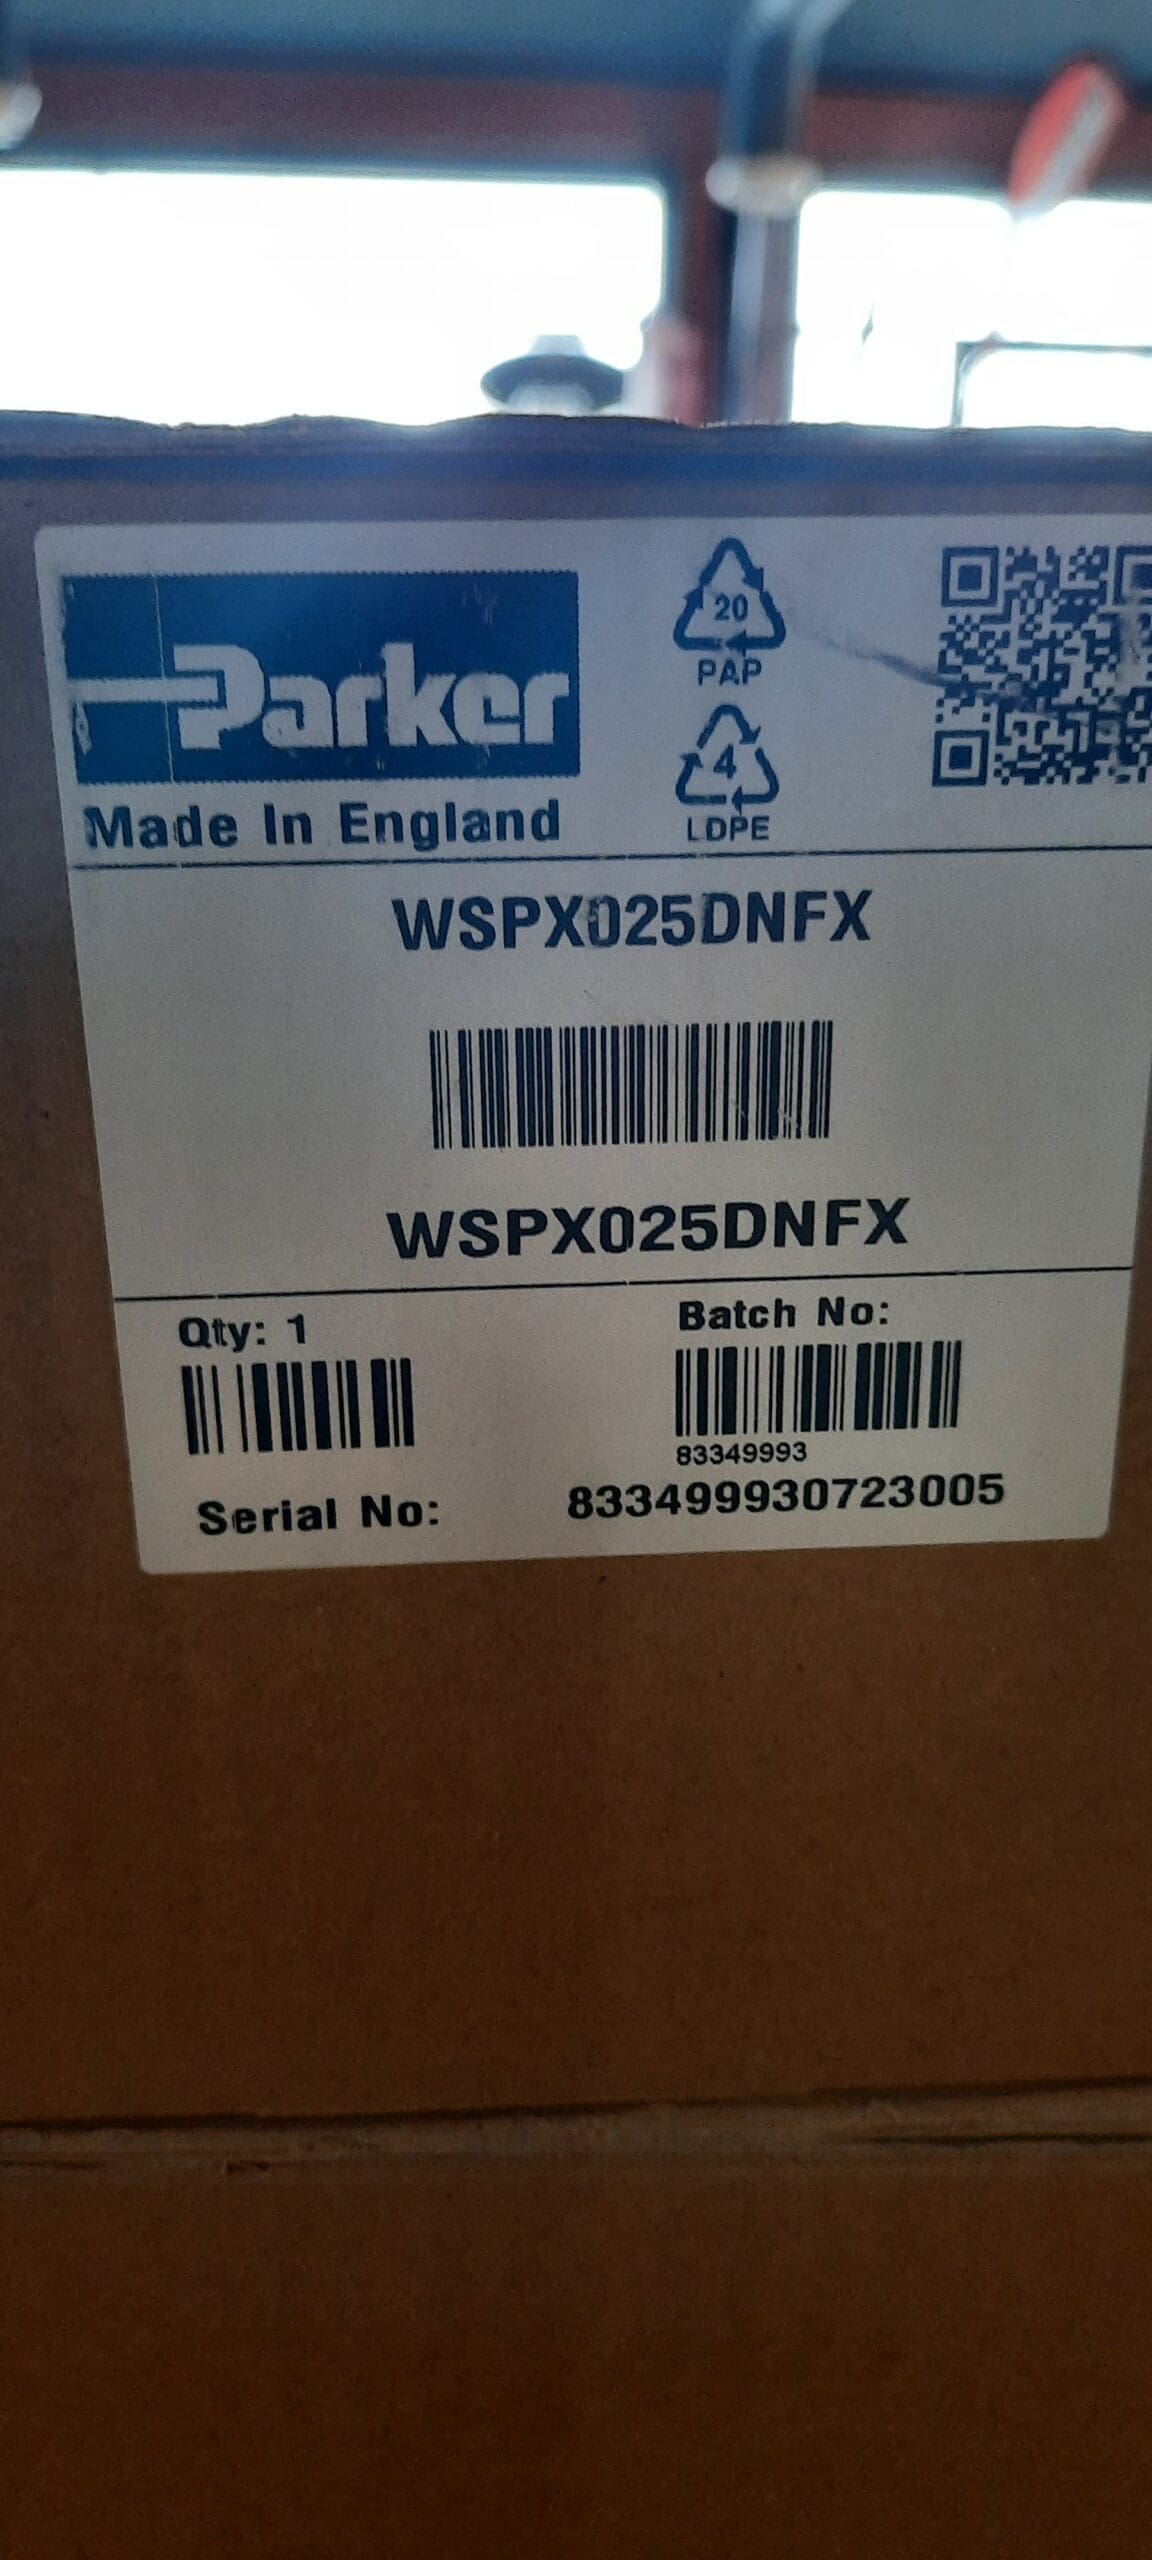 Parker
Made In England
20
PAP
4
LDPE
WSPX025DNFX
WSPX025DNFX
Qty: 1
Batch No:
83349993
Serial No: 833499930723005